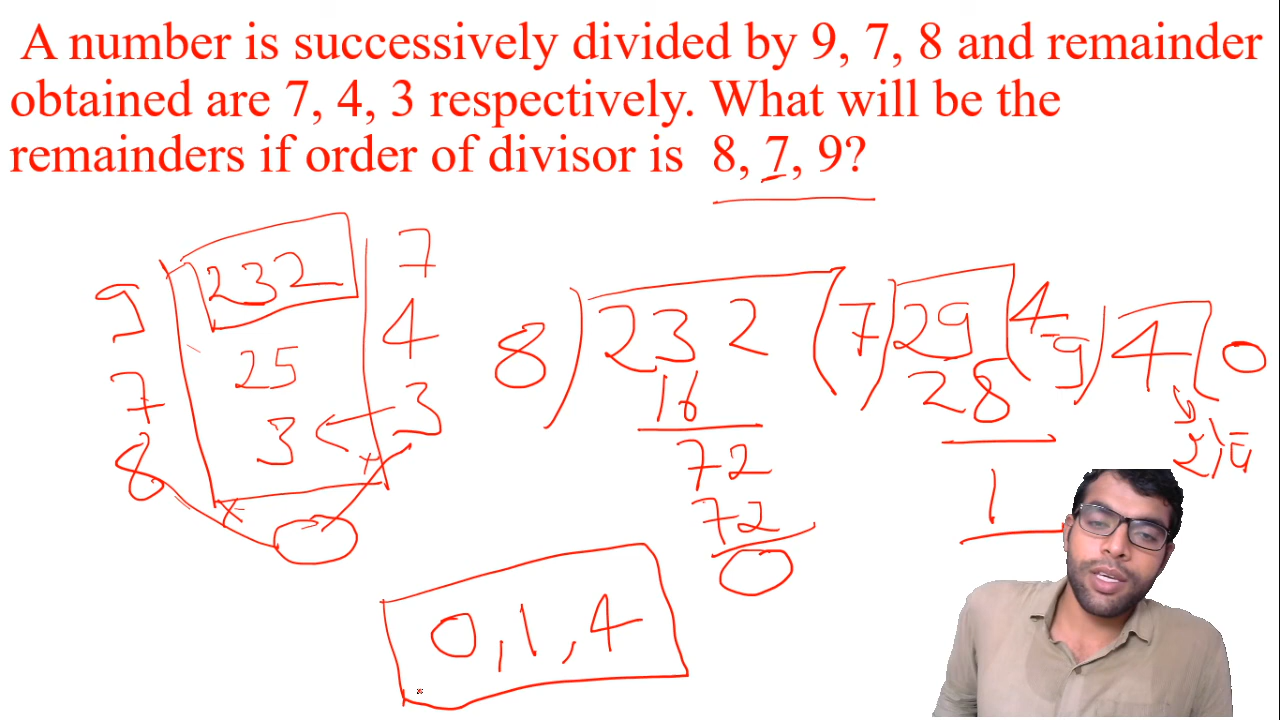 A number is successively divided by 9, 7, 8 and remainder
obtained are 7, 4, 3 respectively. What will be the
remainders if order of divisor is 8, 7, 9?
9 232 7
7 25 4
8 3 3
0
8) 232 (
16
72
72
0
7) 29 ( 4
28
1
9) 4 ( 0
0, 1, 4